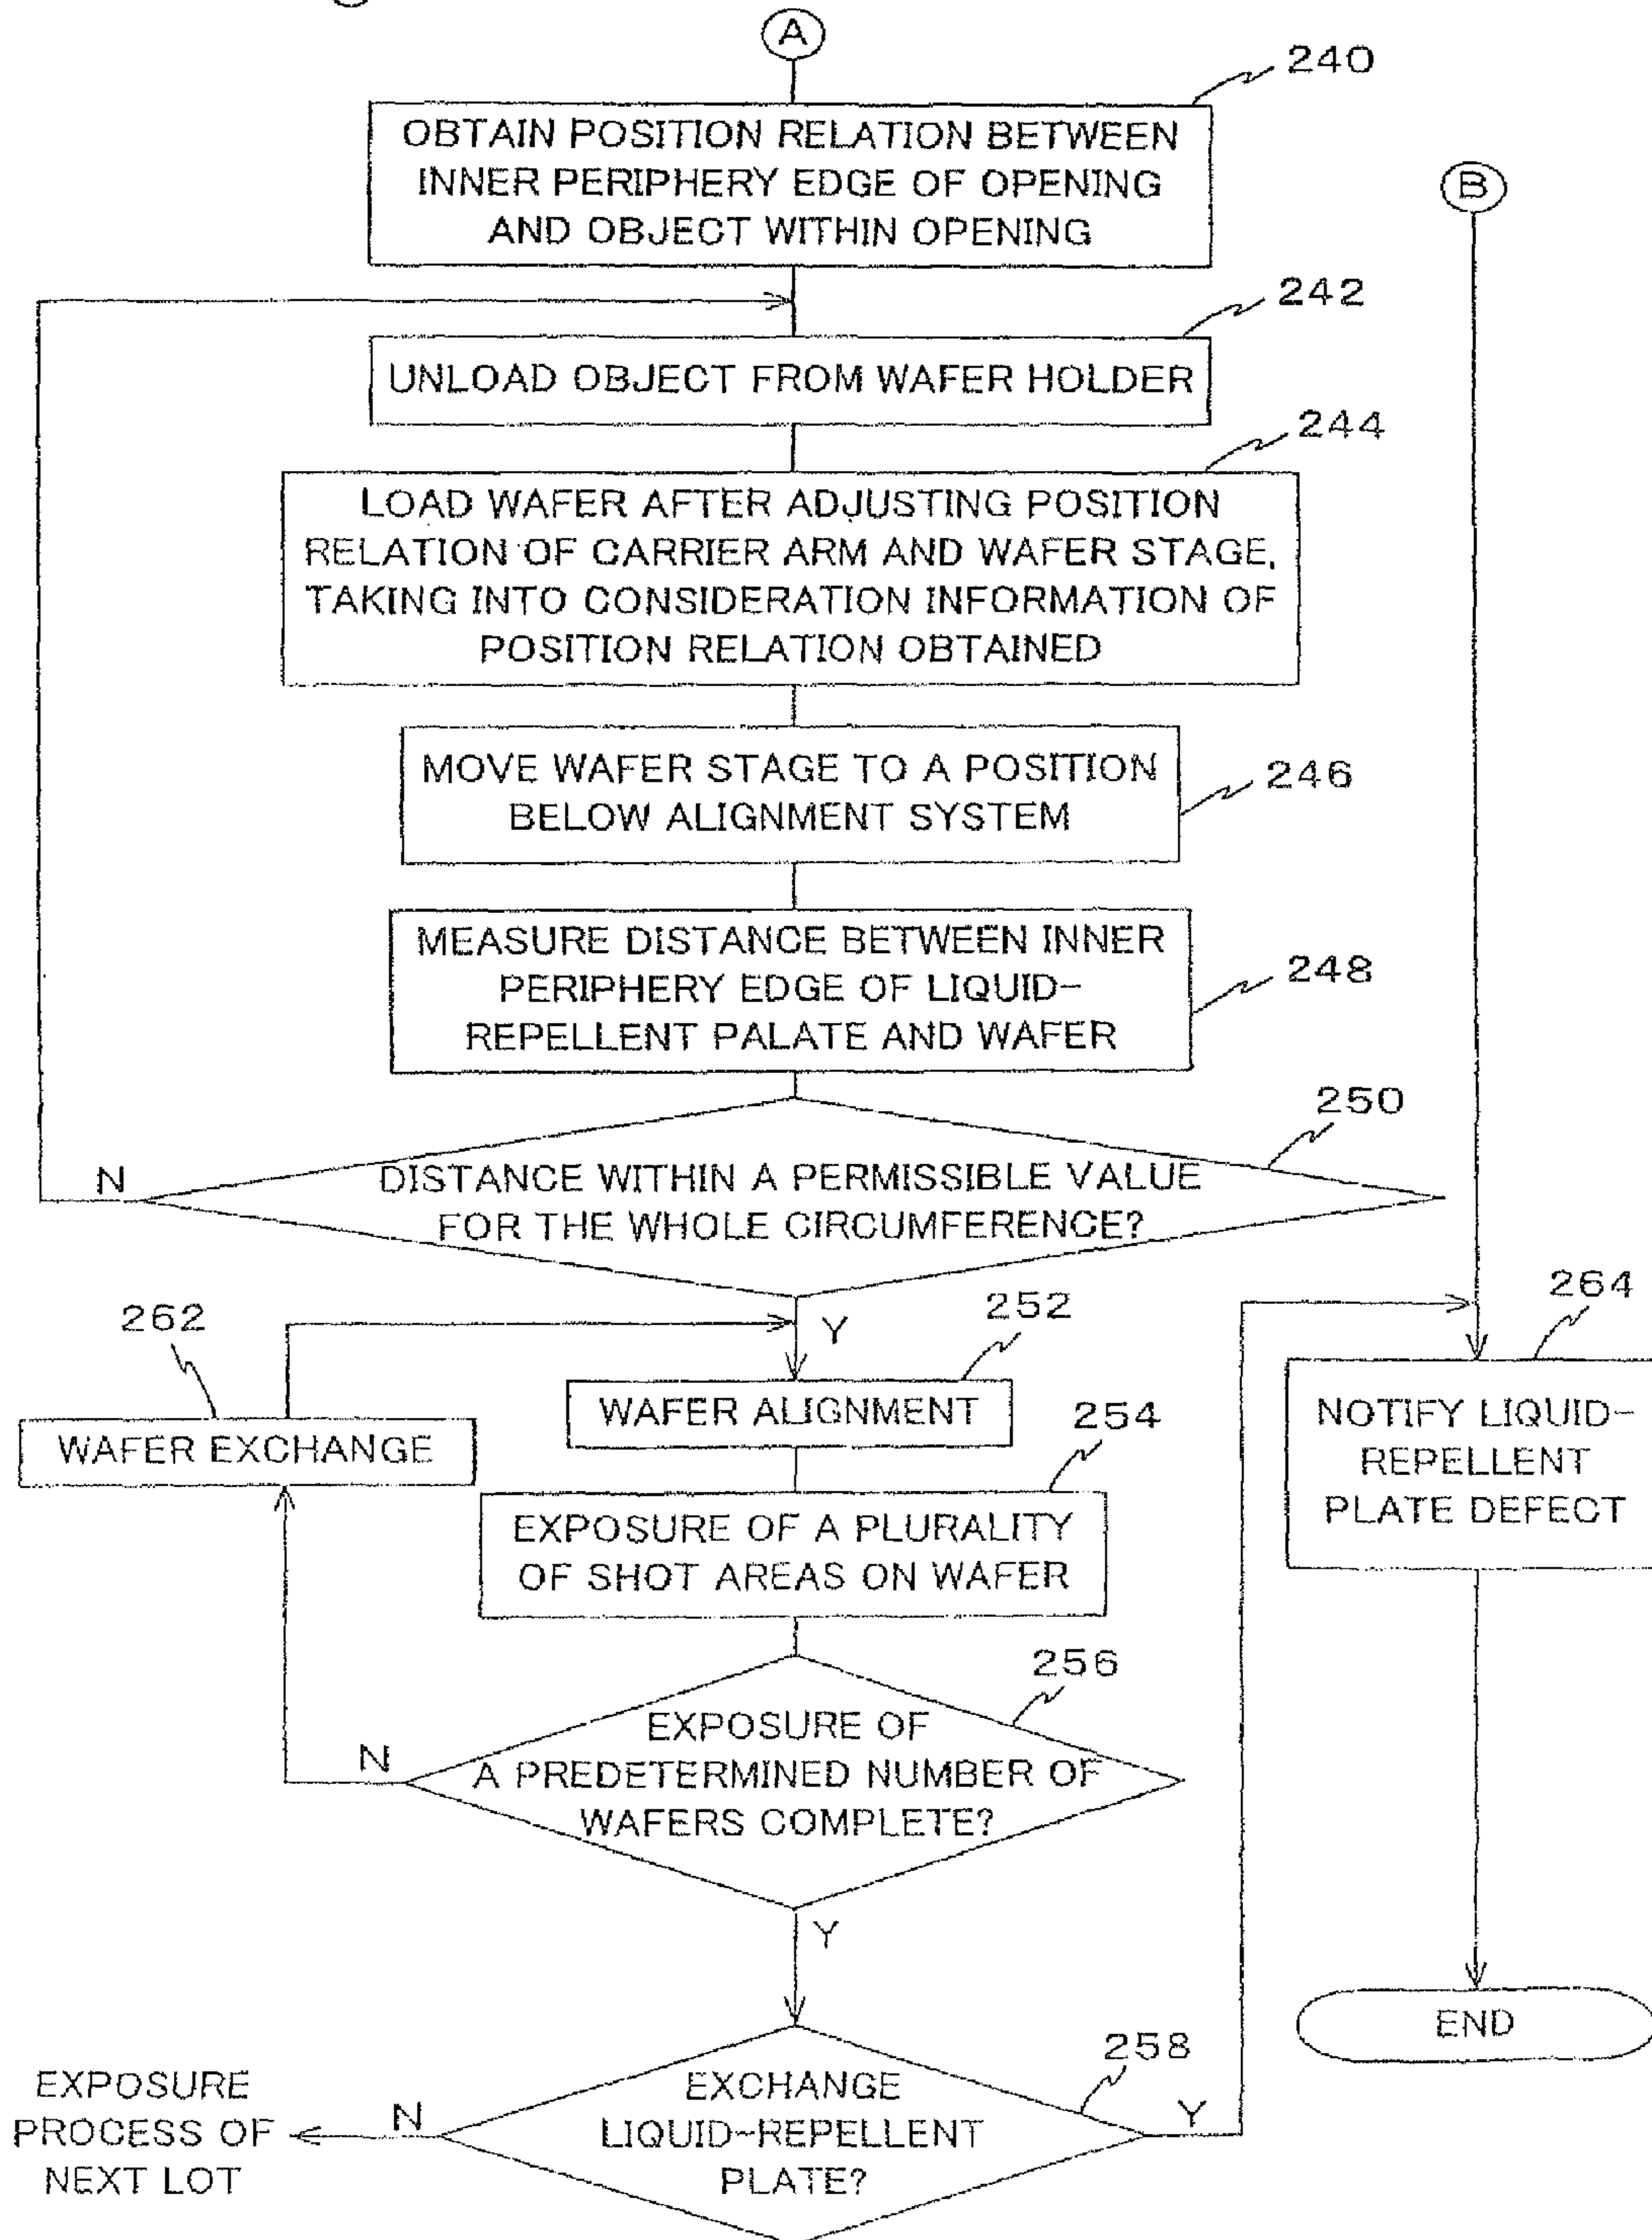 A
240
OBTAIN POSITION RELATION BETWEEN
INNER PERIPHERY EDGE OF OPENING
AND OBJECT WITHIN OPENING
B
242
UNLOAD OBJECT FROM WAFER HOLDER
244
LOAD WAFER AFTER ADJUSTING POSITION
RELATION OF CARRIER ARM AND WAFER STAGE,
TAKING INTO CONSIDERATION INFORMATION OF
POSITION RELATION OBTAINED
MOVE WAFER STAGE TO A POSITION
BELOW ALIGNMENT SYSTEM
246
MEASURE DISTANCE BETWEEN INNER
PERIPHERY EDGE OF LIQUID-
REPELLENT PALATE AND WAFER
248
250
N
DISTANCE WITHIN A PERMISSIBLE VALUE
FOR THE WHOLE CIRCUMFERENCE?
Y
262
252
264
WAFER EXCHANGE
WAFER ALIGNMENT
254
NOTIFY LIQUID-
REPELLENT
PLATE DEFECT
EXPOSURE OF A PLURALITY
OF SHOT AREAS ON WAFER
256
N
EXPOSURE OF
A PREDETERMINED NUMBER OF
WAFERS COMPLETE?
Y
END
258
EXPOSURE
PROCESS OF
NEXT LOT
N
EXCHANGE
LIQUID-REPELLENT
PLATE?
Y